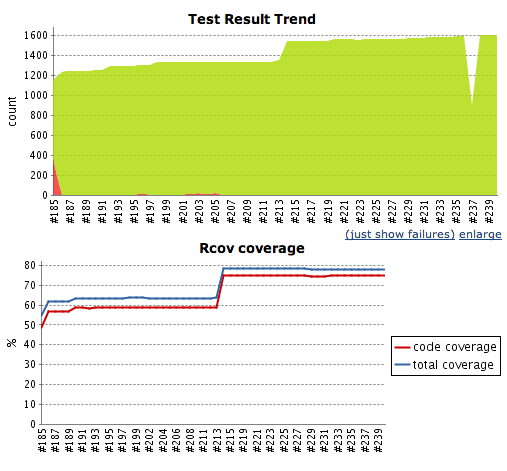 Test Result Trend
1600
1400
1200
1000
800
600
400
200
0
count
#185 #187 #189 #191 #193 #195 #197 #199 #201 #203 #205 #207 #209 #211 #213 #215 #217 #219 #221 #223 #225 #227 #229 #231 #233 #235 #237 #239
(just show failures) enlarge
Rcov coverage
80
70
60
50
40
30
20
10
0
%
code coverage
total coverage
#185 #187 #189 #191 #193 #195 #197 #199 #202 #204 #206 #208 #211 #213 #215 #217 #219 #221 #223 #225 #227 #229 #231 #233 #235 #237 #239